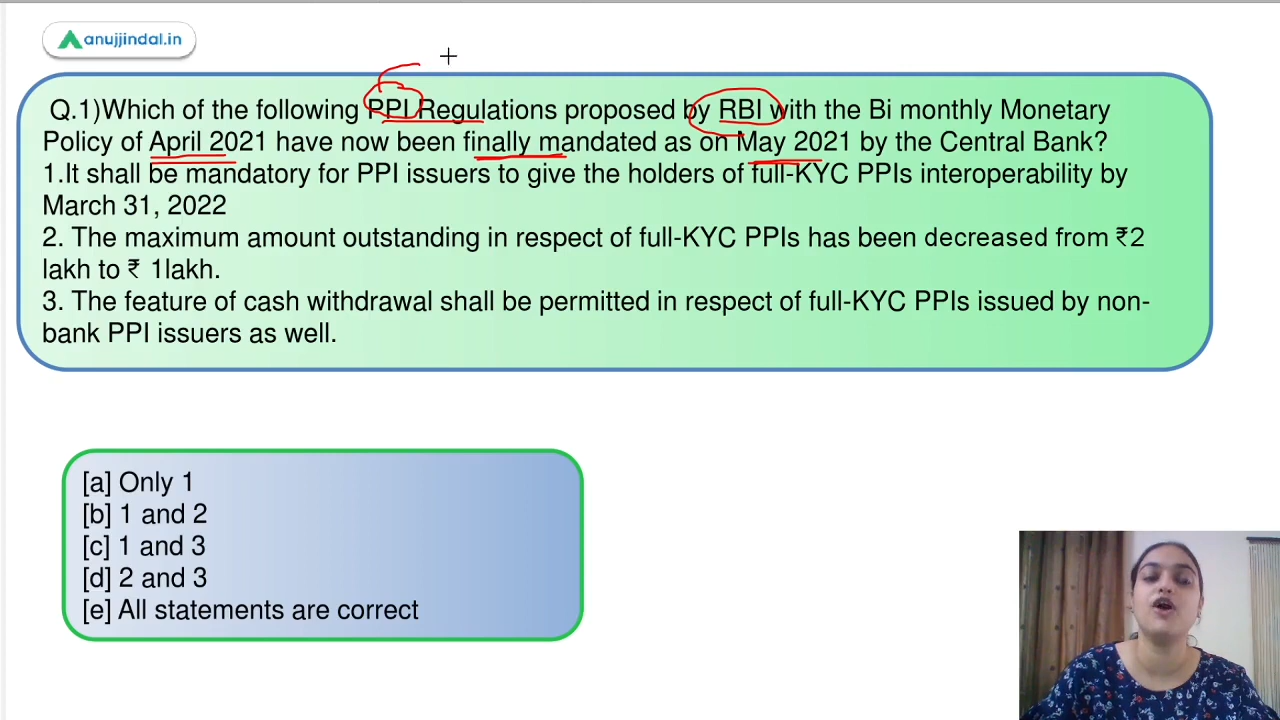 anujjindal.in
Q.1)Which of the following PPI Regulations proposed by RBI with the Bi monthly Monetary
Policy of April 2021 have now been finally mandated as on May 2021 by the Central Bank?
1.It shall be mandatory for PPI issuers to give the holders of full-KYC PPIs interoperability by
March 31, 2022
2. The maximum amount outstanding in respect of full-KYC PPIs has been decreased from ₹2
lakh to ₹ 1lakh.
3. The feature of cash withdrawal shall be permitted in respect of full-KYC PPIs issued by non-
bank PPI issuers as well.
[a] Only 1
[b] 1 and 2
[c] 1 and 3
[d] 2 and 3
[e] All statements are correct